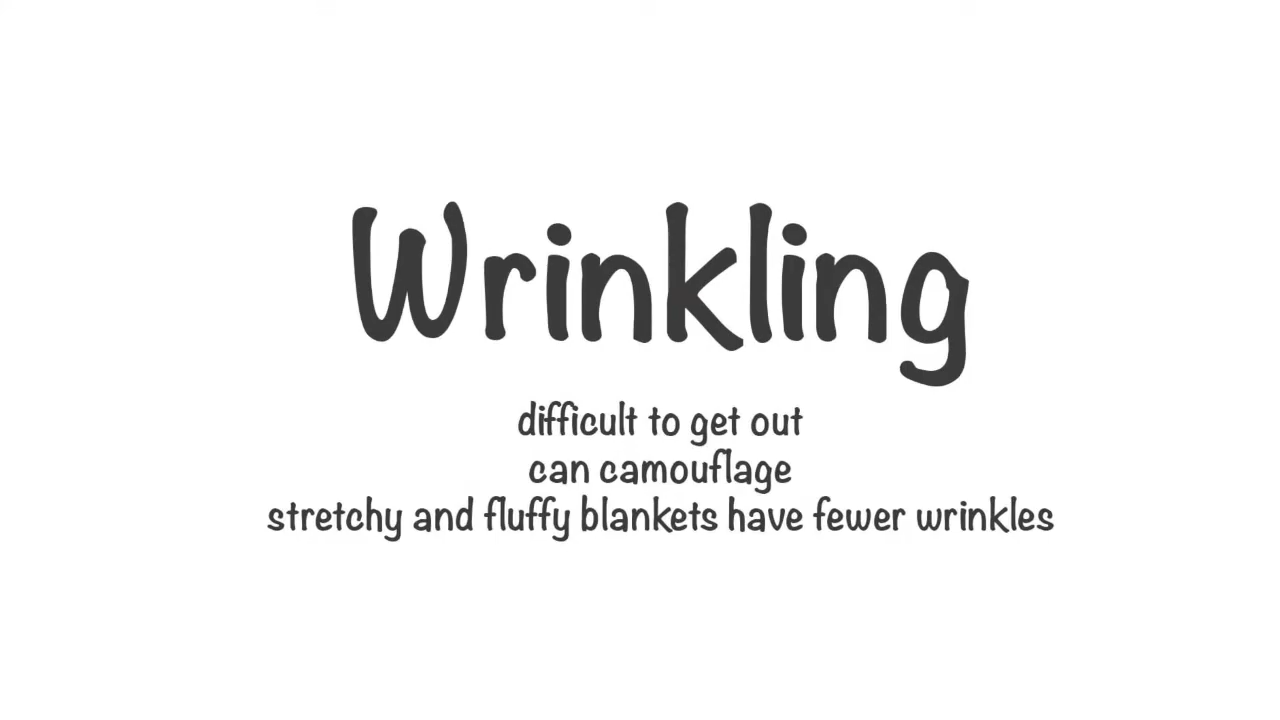 Wrinkling
difficult to get out
can camouflage
stretchy and fluffy blankets have fewer wrinkles